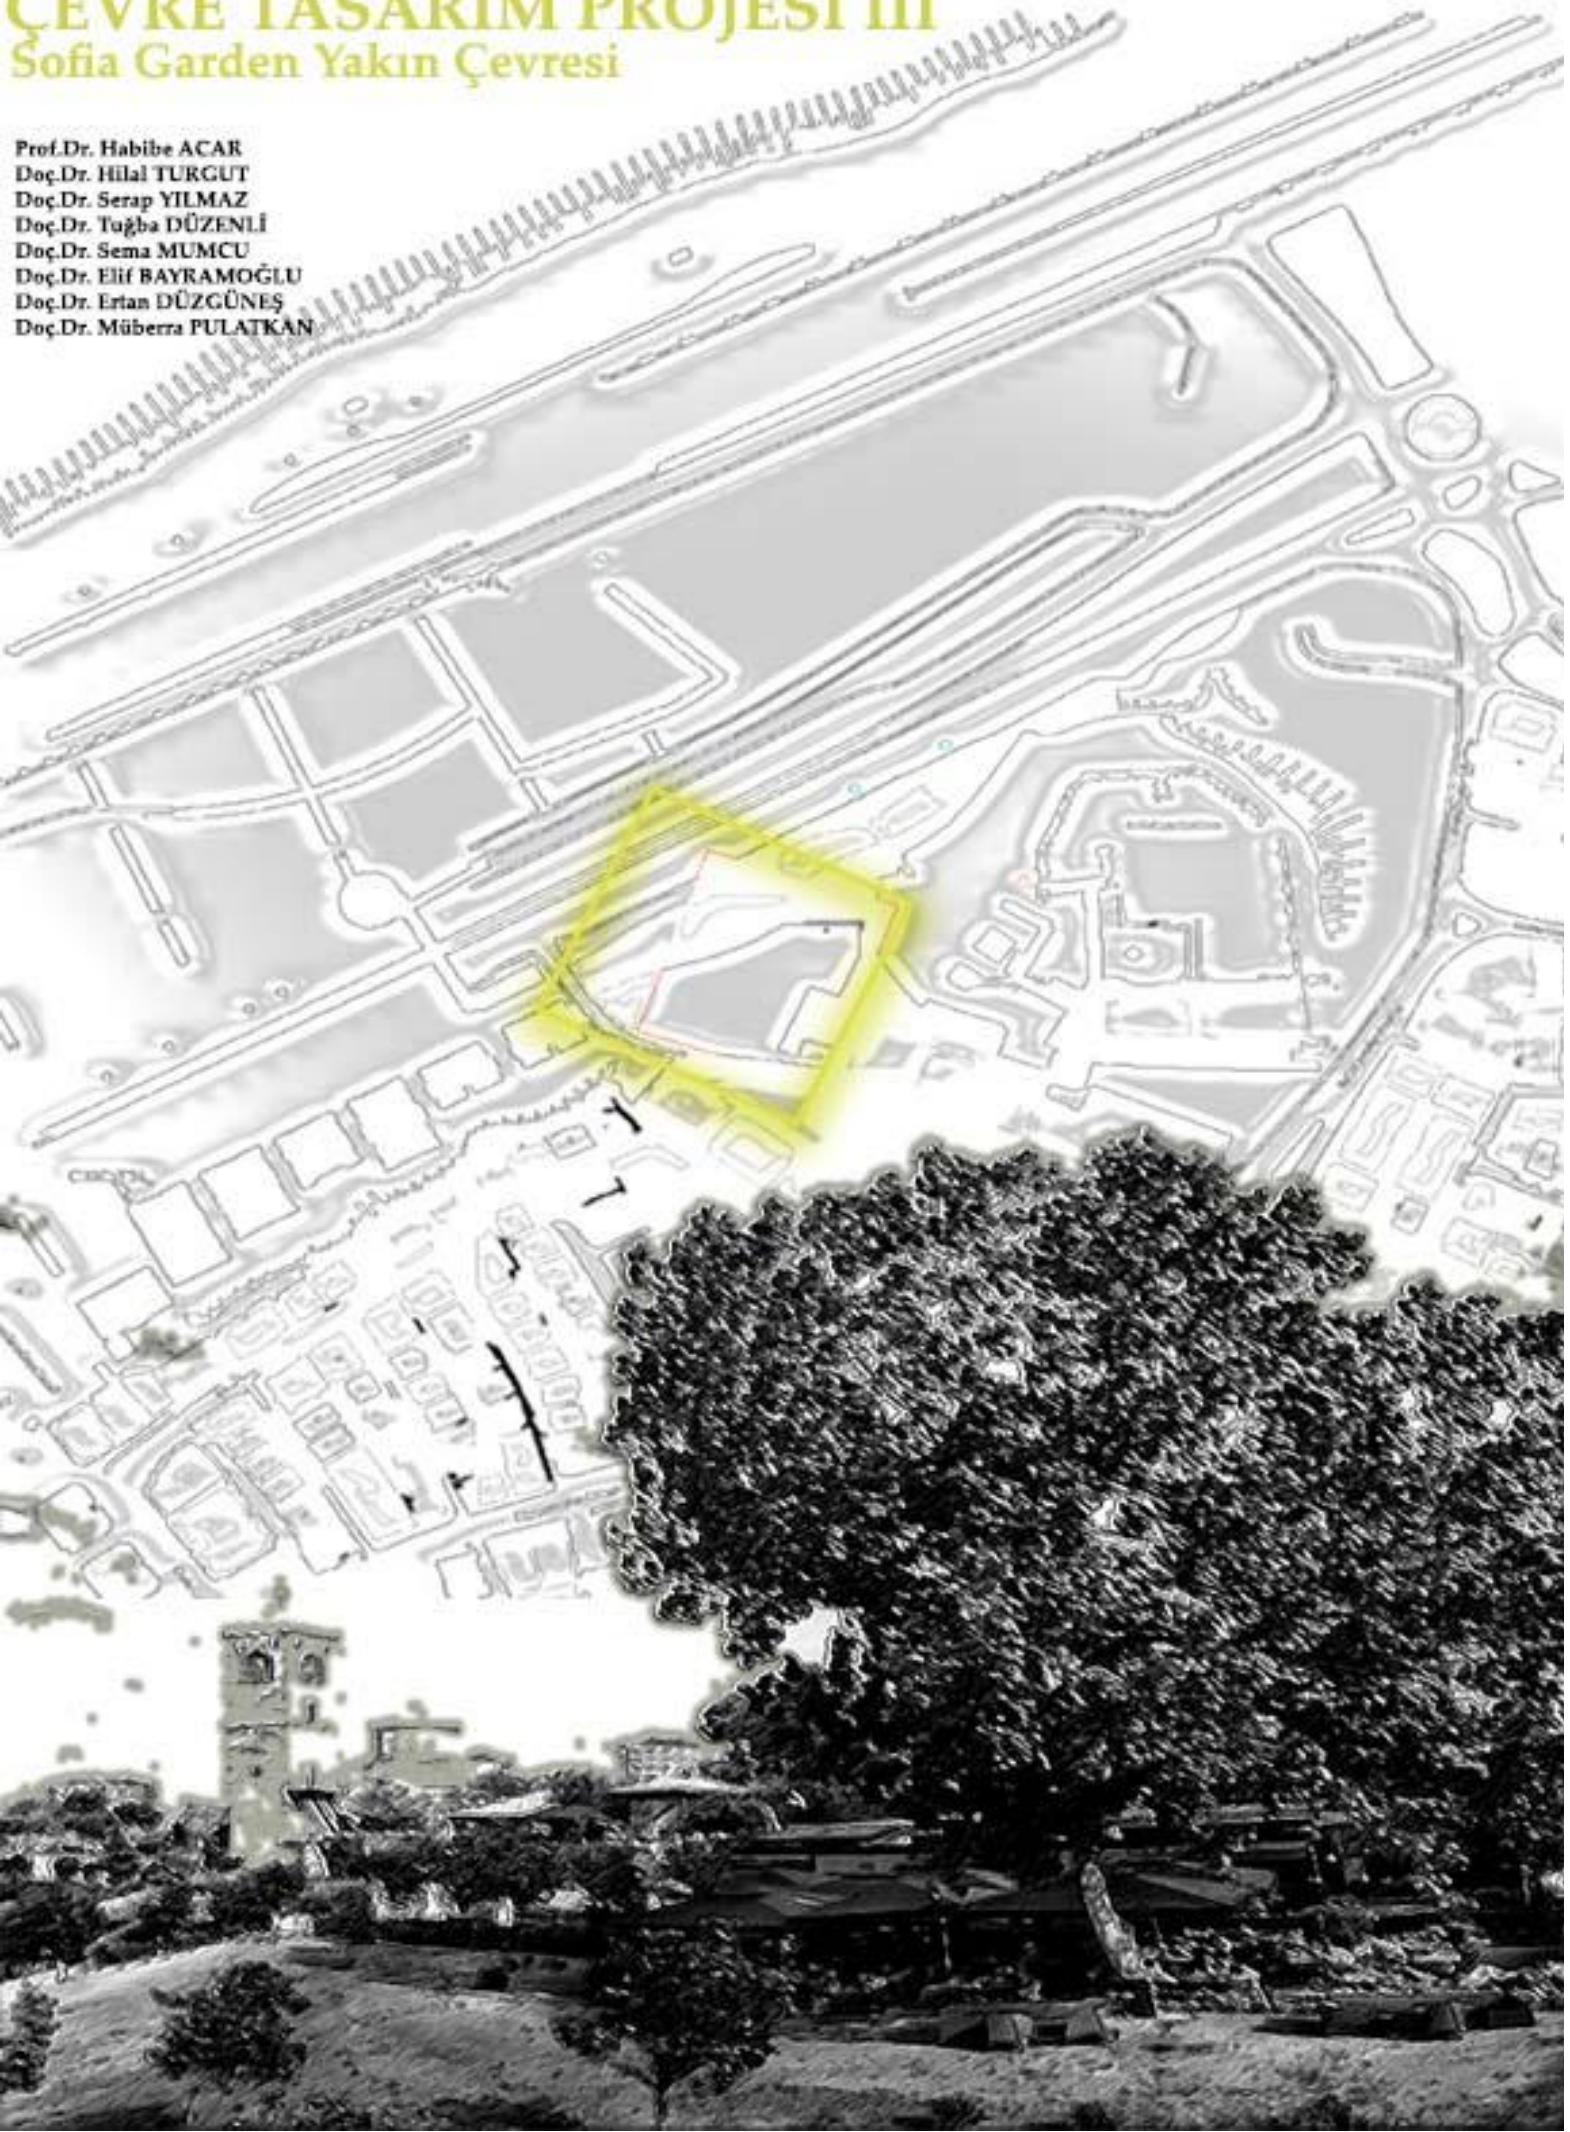 ÇEVRE TASARIM PROJESİ III
Sofia Garden Yakın Çevresi
Prof.Dr. Habibe ACAR
Doç.Dr. Hilal TURGUT
Doç.Dr. Serap YILMAZ
Doç.Dr. Tuğba DÜZENLİ
Doç.Dr. Sema MUMCU
Doç.Dr. Elif BAYRAMOĞLU
Doç.Dr. Ertan DÜZGÜNEŞ
Doç.Dr. Müberra PULATKAN